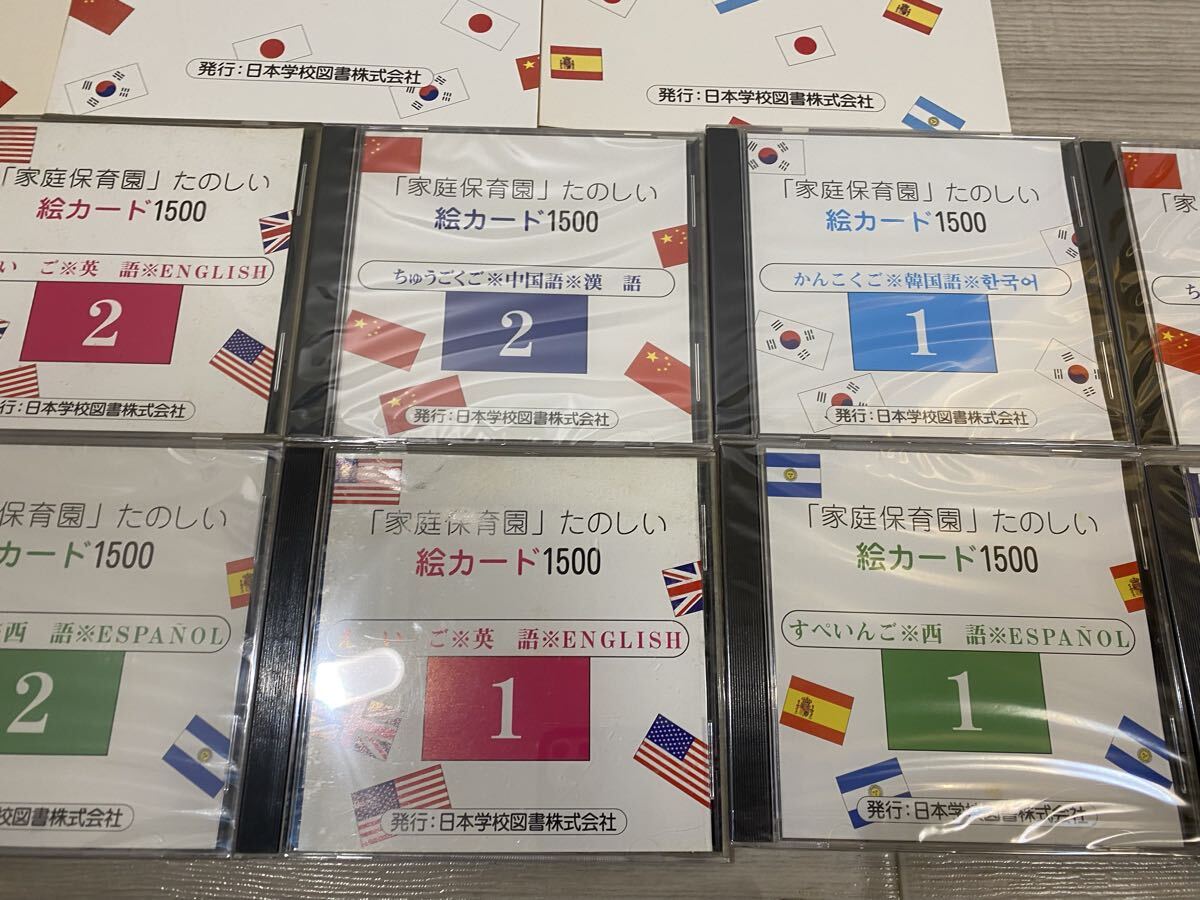 発行:日本学校図書株式会社
発行:日本学校図書株式会社
「家庭保育園」たのしい
絵カード1500
い ご※英 語※ENGLISH
2
行:日本学校図書株式会社
「家庭保育園」たのしい
絵カード1500
ちゅうごくご※中国語※漢 語
2
発行:日本学校図書株式会社
「家庭保育園」たのしい
絵カード1500
かんこくご※韓国語※한국어
1
発行:日本学校図書株式会社
「家
ち
保育園」たのしい
カード1500
西 語※ESPAÑOL
2
図書株式会社
「家庭保育園」たのしい
絵カード1500
え い ご※英 語※ENGLISH
1
発行:日本学校図書株式会社
「家庭保育園」たのしい
絵カード1500
すぺいんご※西 語※ESPAÑOL
1
発行:日本学校図書株式会社